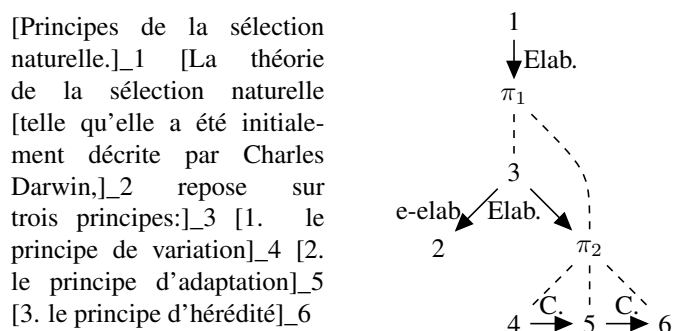 [Principes de la sélection
naturelle.]_1 [La théorie
de la sélection naturelle
[telle qu'elle a été initiale-
ment décrite par Charles
Darwin,]_2 repose sur
trois principes:]_3 [1. le
principe de variation]_4 [2.
le principe d'adaptation]_5
[3. le principe d'hérédité]_6
1
Elab.
π₁
3
e-elab Elab.
2
π₂
C. C.
4 5 6